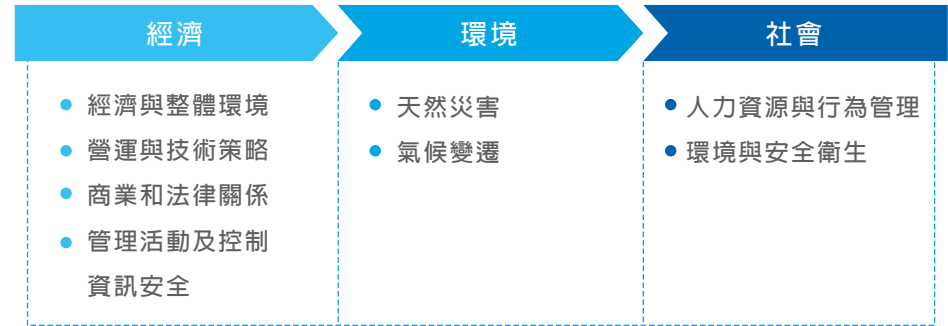 經濟
經濟與整體環境
營運與技術策略
商業和法律關係
管理活動及控制
資訊安全
環境
天然災害
氣候變遷
社會
人力資源與行為管理
環境與安全衛生